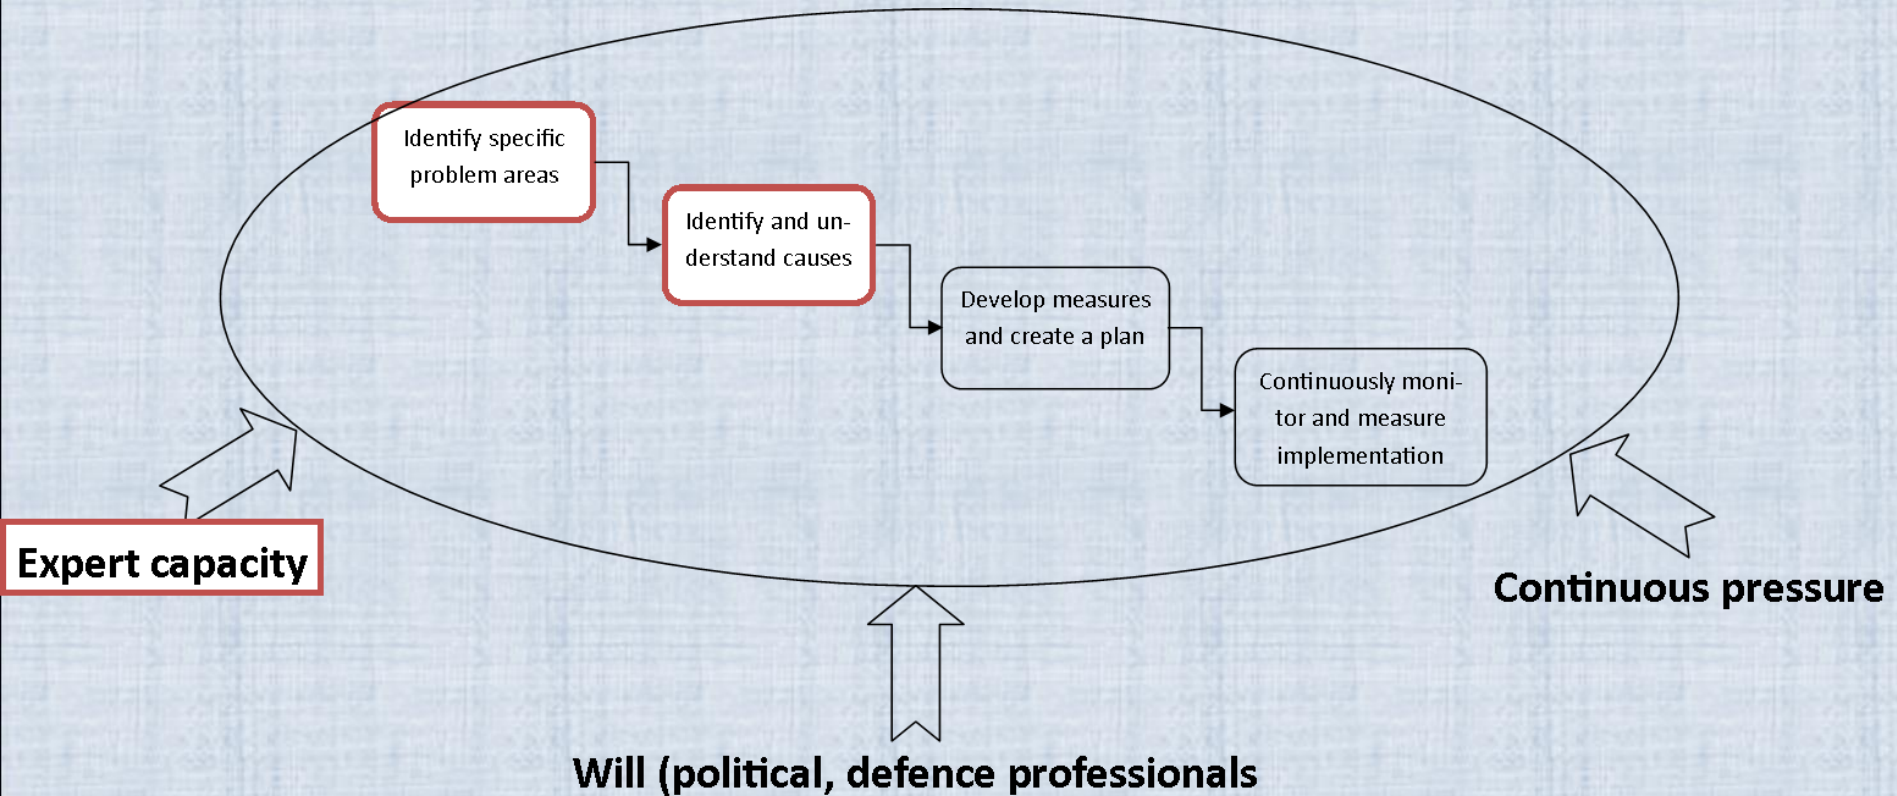 Identify specific
problem areas
Identify and un-
derstand causes
Develop measures
and create a plan
Continuously moni-
tor and measure
implementation
Expert capacity
Continuous pressure
Will (political, defence professionals